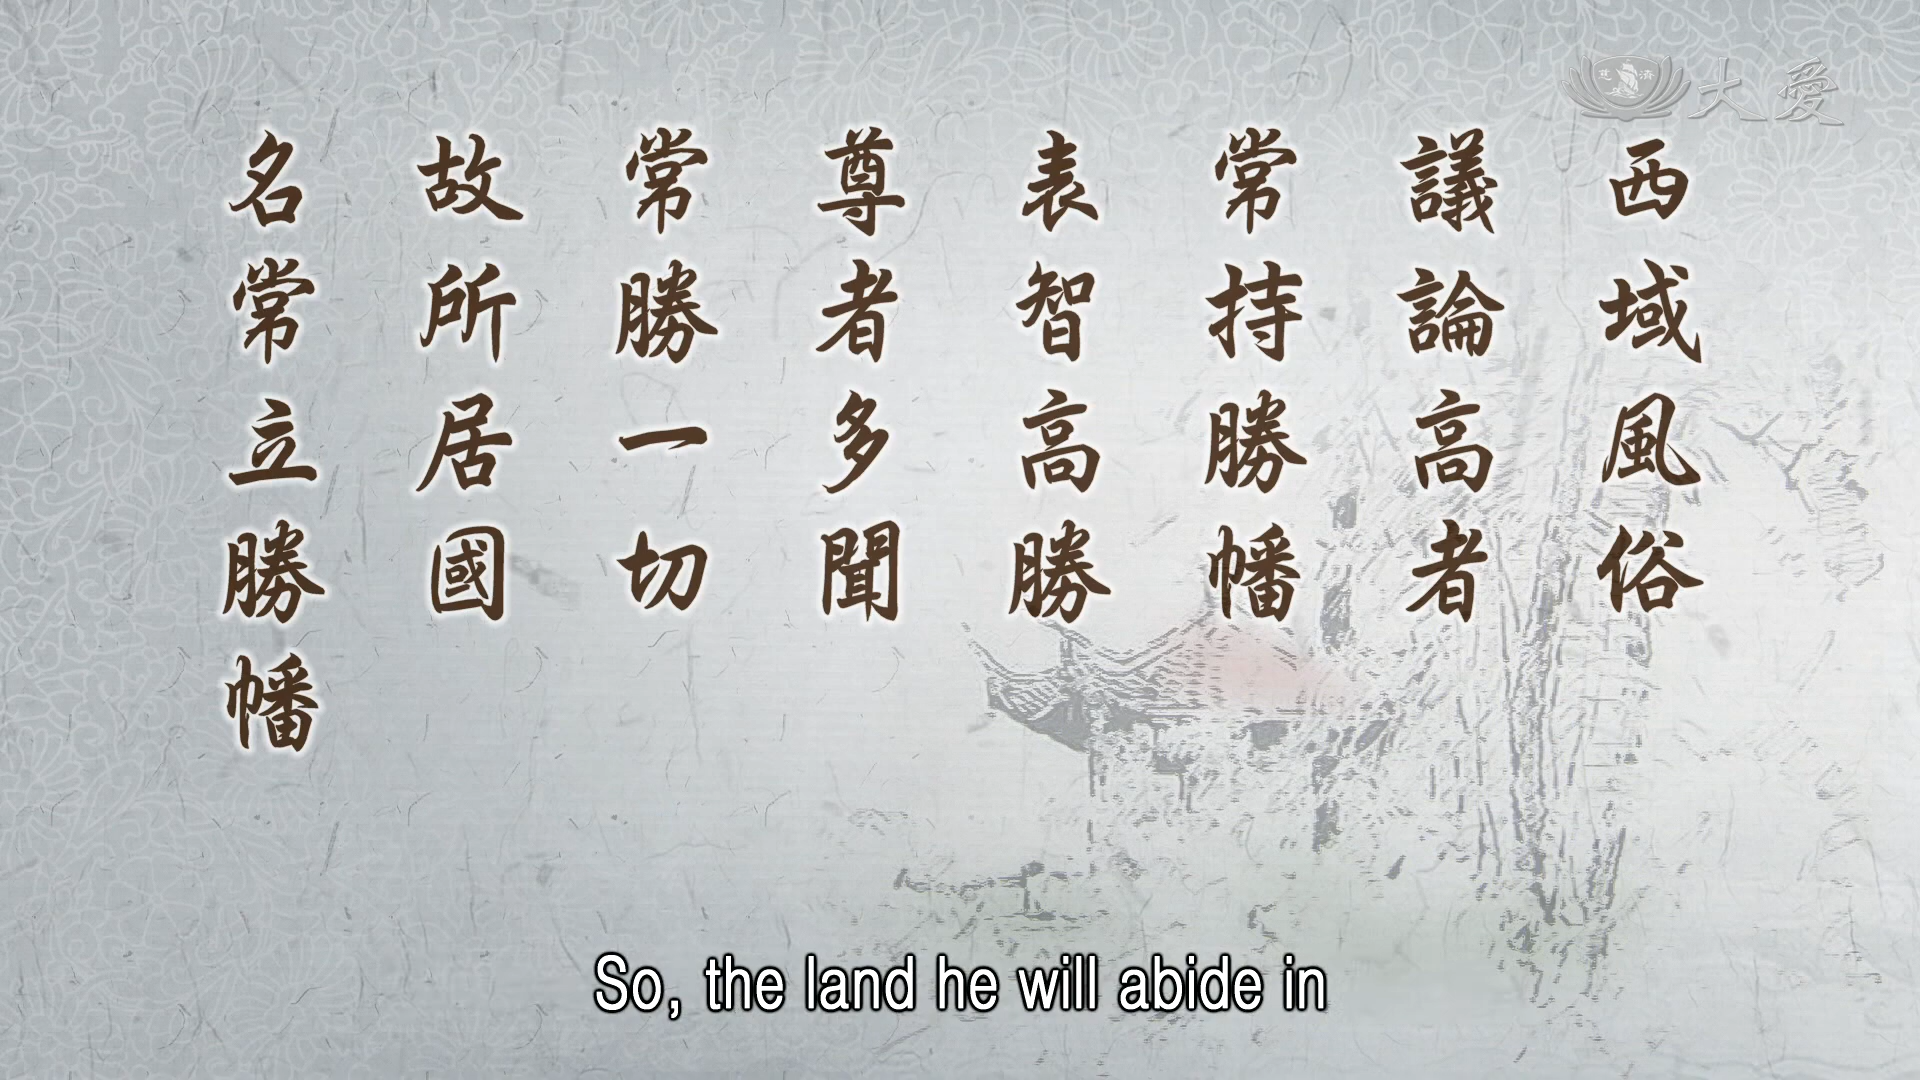 大愛
慈濟
西域風俗
議論高者
常持勝幡
表智高勝
尊者多聞
常勝一切
故所居國
名常立勝幡
So, the land he will abide in